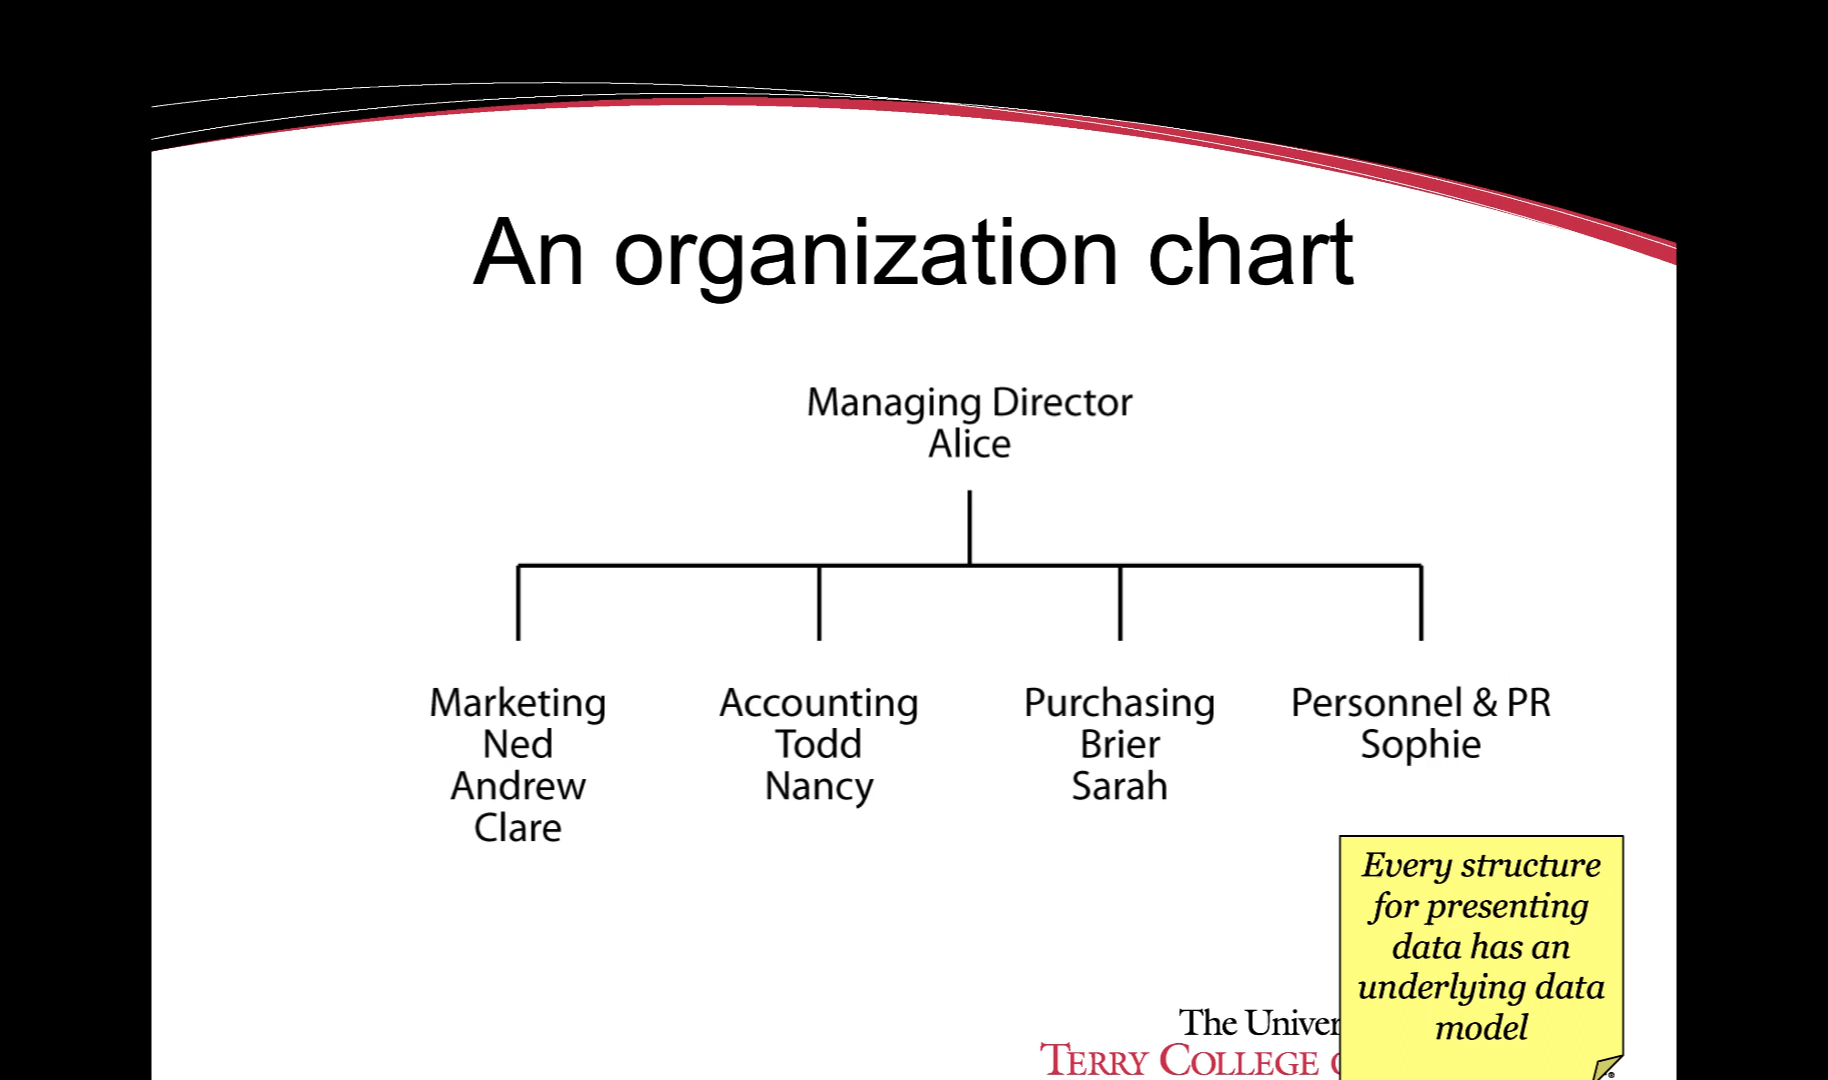 An organization chart
Managing Director
Alice
Marketing
Ned
Andrew
Clare
Accounting
Todd
Nancy
Purchasing
Brier
Sarah
Personnel & PR
Sophie
Every structure
for presenting
data has an
underlying data
model
The Univer
TERRY COLLEGE